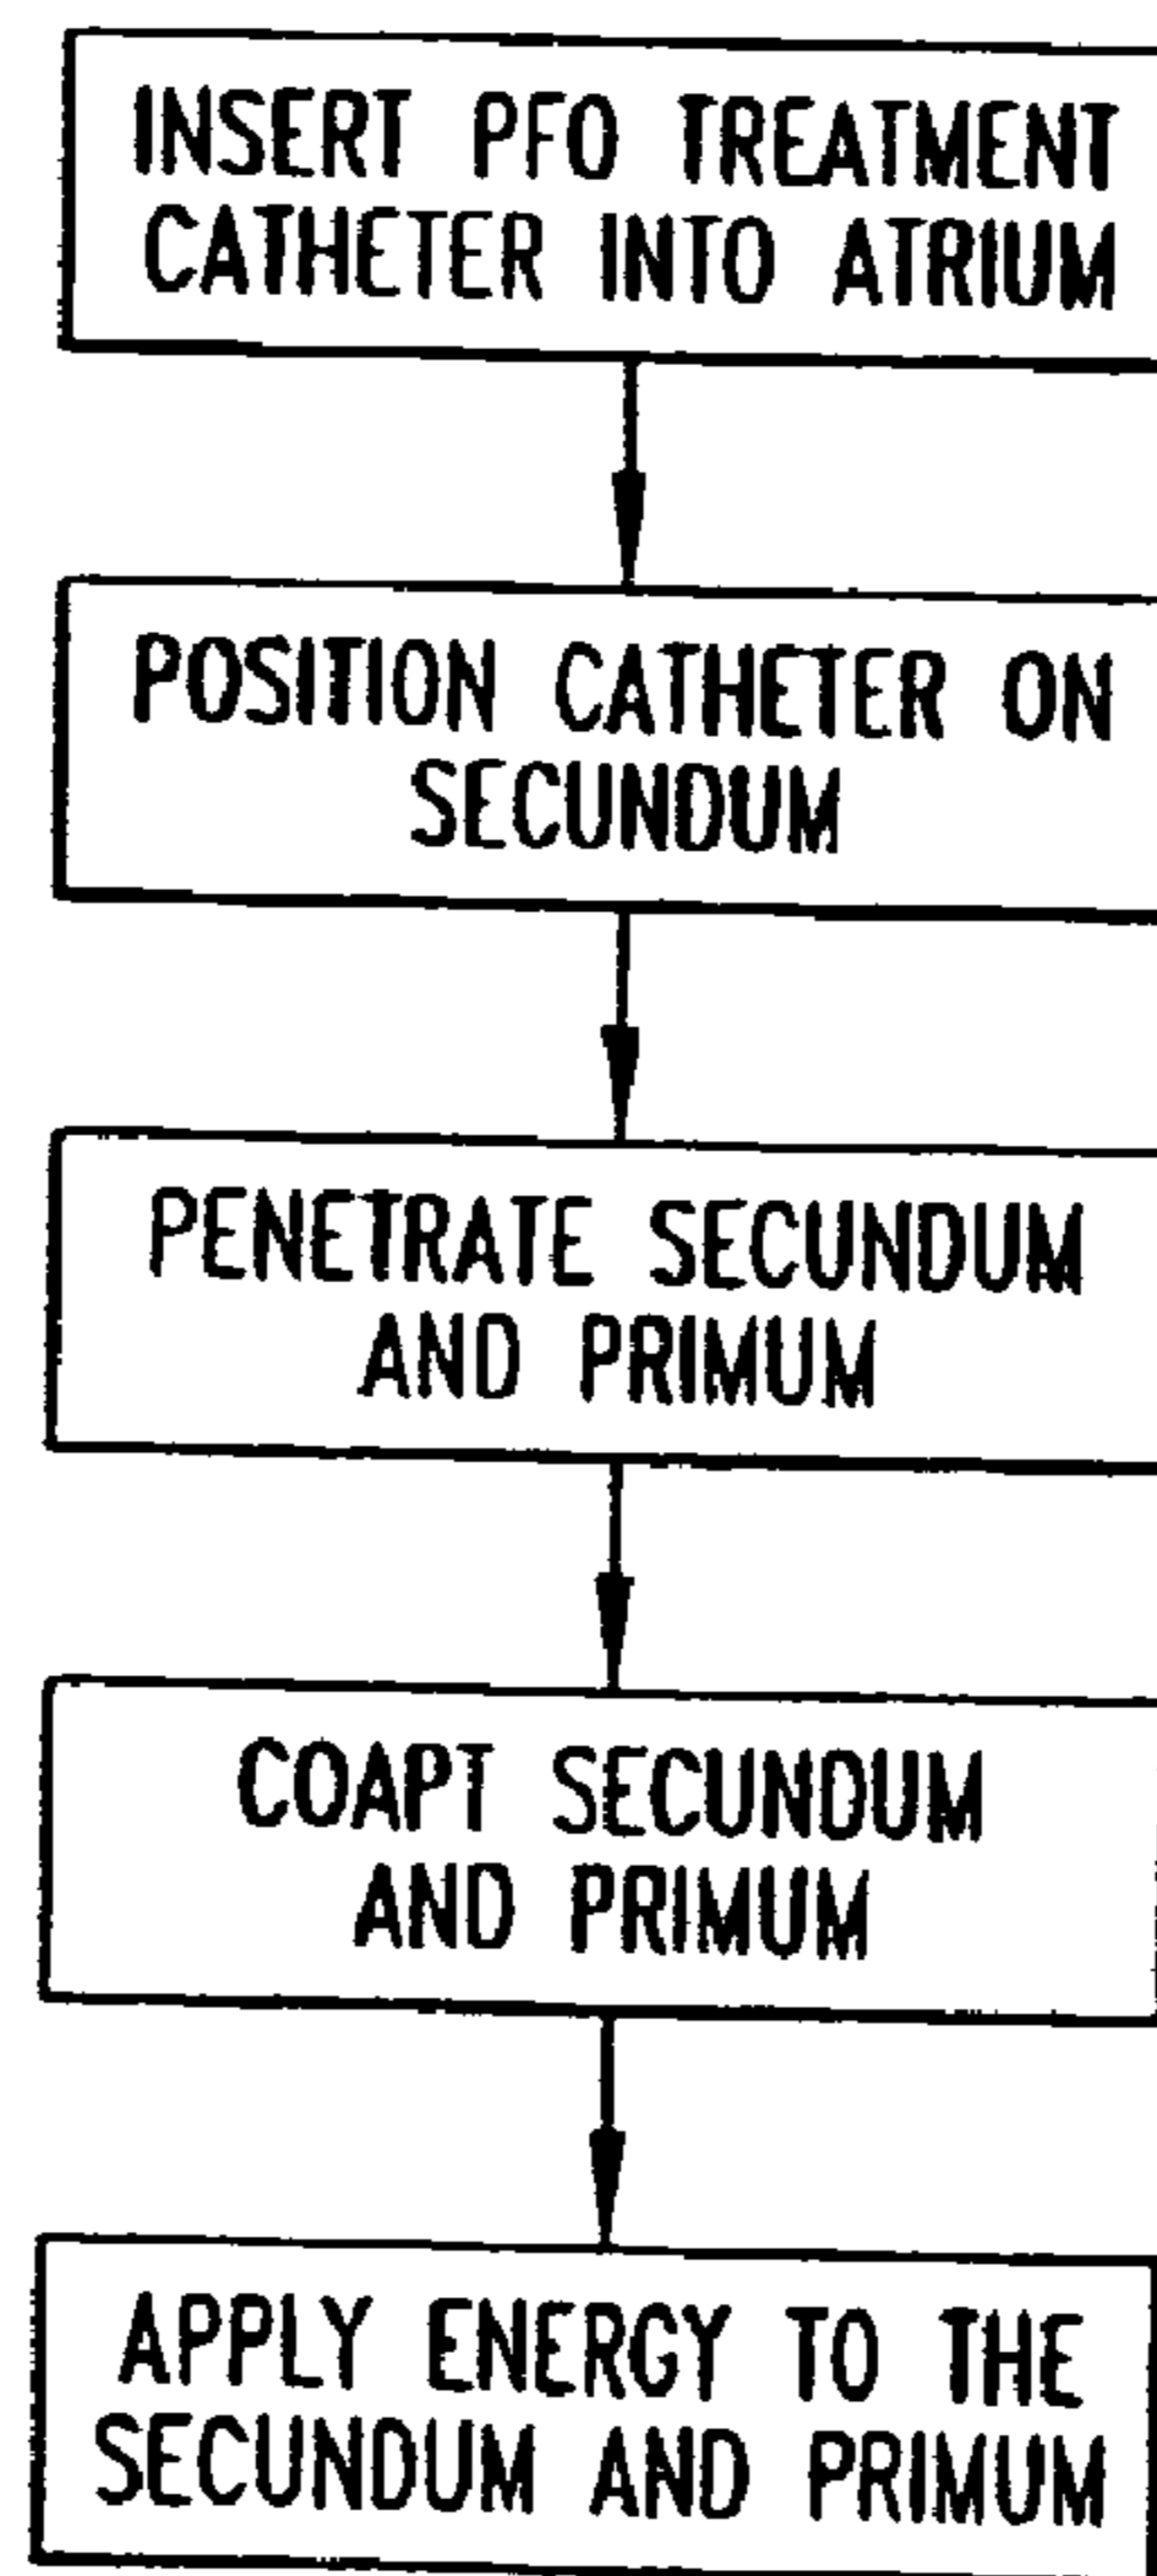 INSERT PFO TREATMENT
CATHETER INTO ATRIUM
POSITION CATHETER ON
SECUNDUM
PENETRATE SECUNDUM
AND PRIMUM
COAPT SECUNDUM
AND PRIMUM
APPLY ENERGY TO THE
SECUNDUM AND PRIMUM